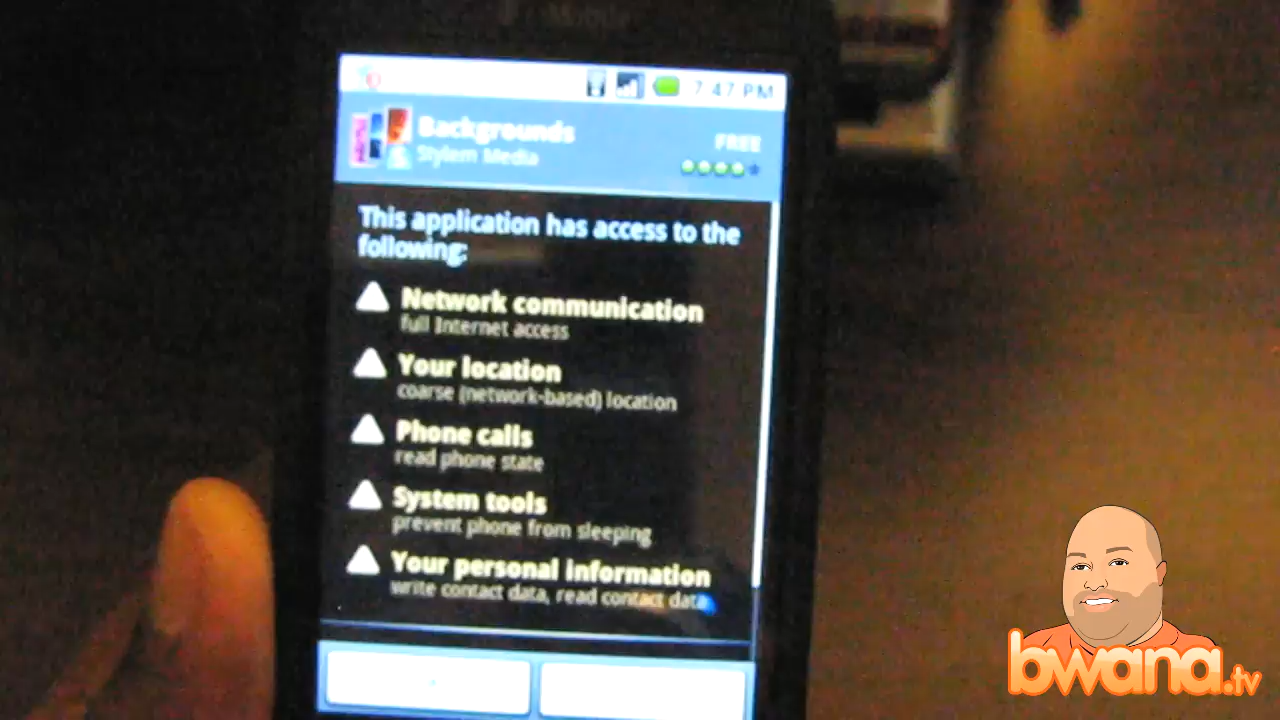 7:47 PM
Backgrounds
FREE
Stylem Media
This application has access to the
following:
Network communication
full Internet access
Your location
coarse (network-based) location
Phone calls
read phone state
System tools
prevent phone from sleeping
Your personal information
write contact data, read contact data
bwana.tv